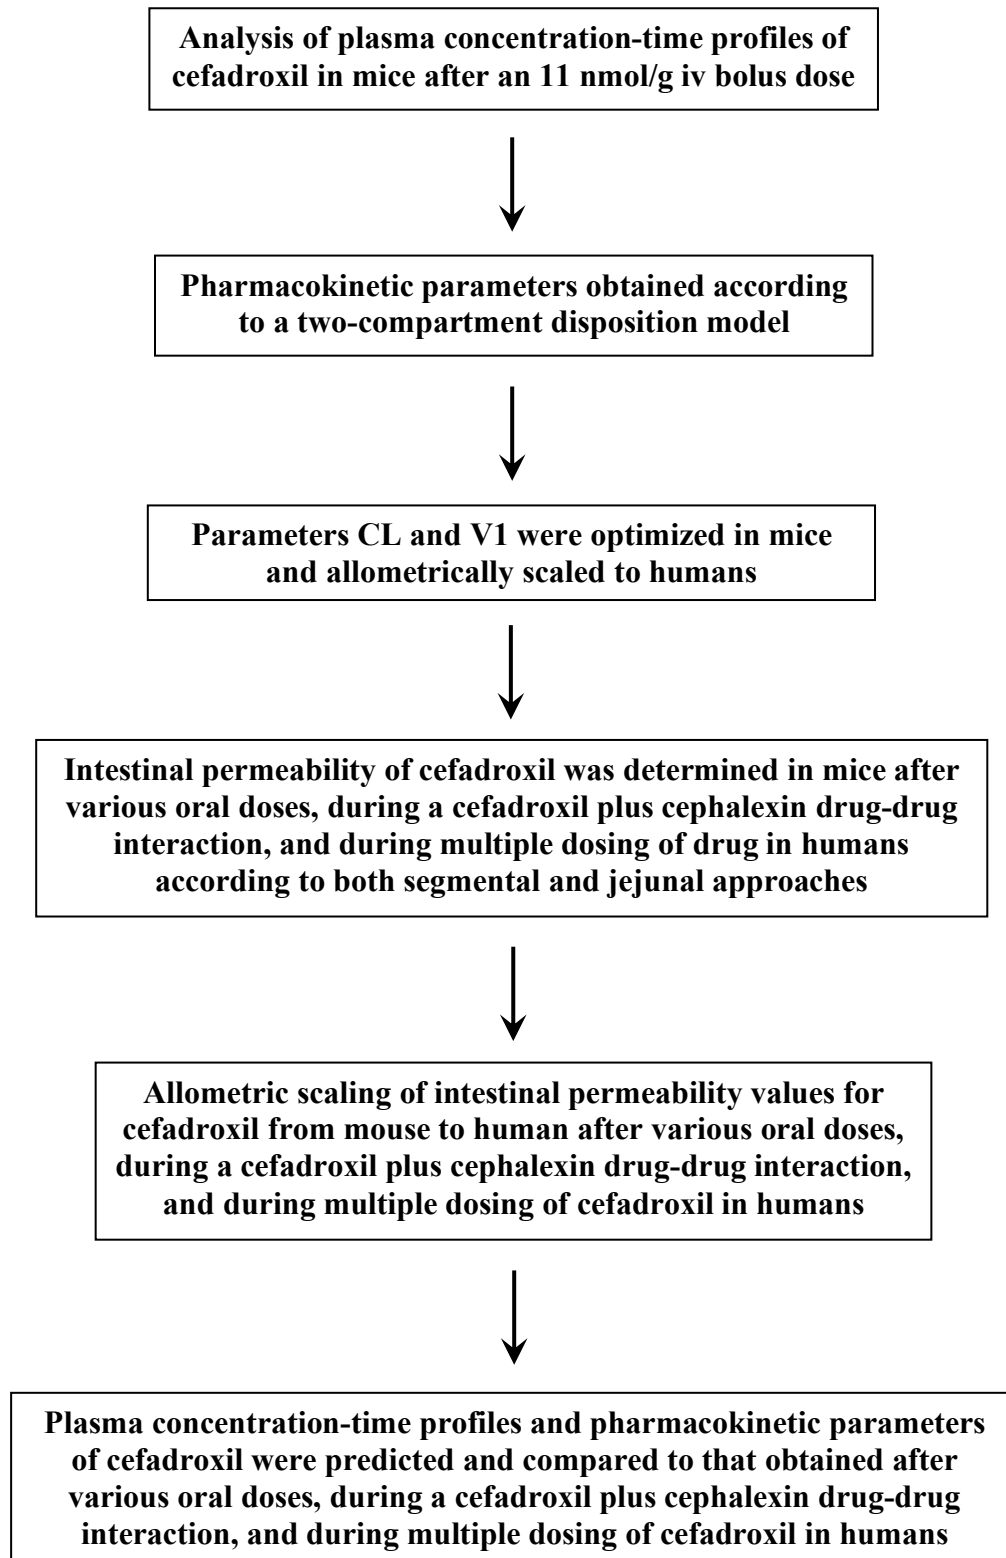 Analysis of plasma concentration-time profiles of
cefadroxil in mice after an 11 nmol/g iv bolus dose
Pharmacokinetic parameters obtained according
to a two-compartment disposition model
Parameters CL and V1 were optimized in mice
and allometrically scaled to humans
Intestinal permeability of cefadroxil was determined in mice after
various oral doses, during a cefadroxil plus cephalexin drug-drug
interaction, and during multiple dosing of drug in humans
according to both segmental and jejunal approaches
Allometric scaling of intestinal permeability values for
cefadroxil from mouse to human after various oral doses,
during a cefadroxil plus cephalexin drug-drug interaction,
and during multiple dosing of cefadroxil in humans
Plasma concentration-time profiles and pharmacokinetic parameters
of cefadroxil were predicted and compared to that obtained after
various oral doses, during a cefadroxil plus cephalexin drug-drug
interaction, and during multiple dosing of cefadroxil in humans